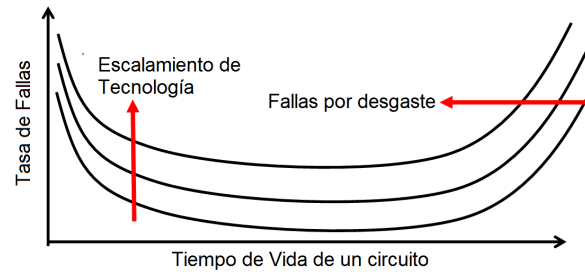 Escalamiento de
Tecnología
Fallas por desgaste
Tasa de Fallas
Tiempo de Vida de un circuito